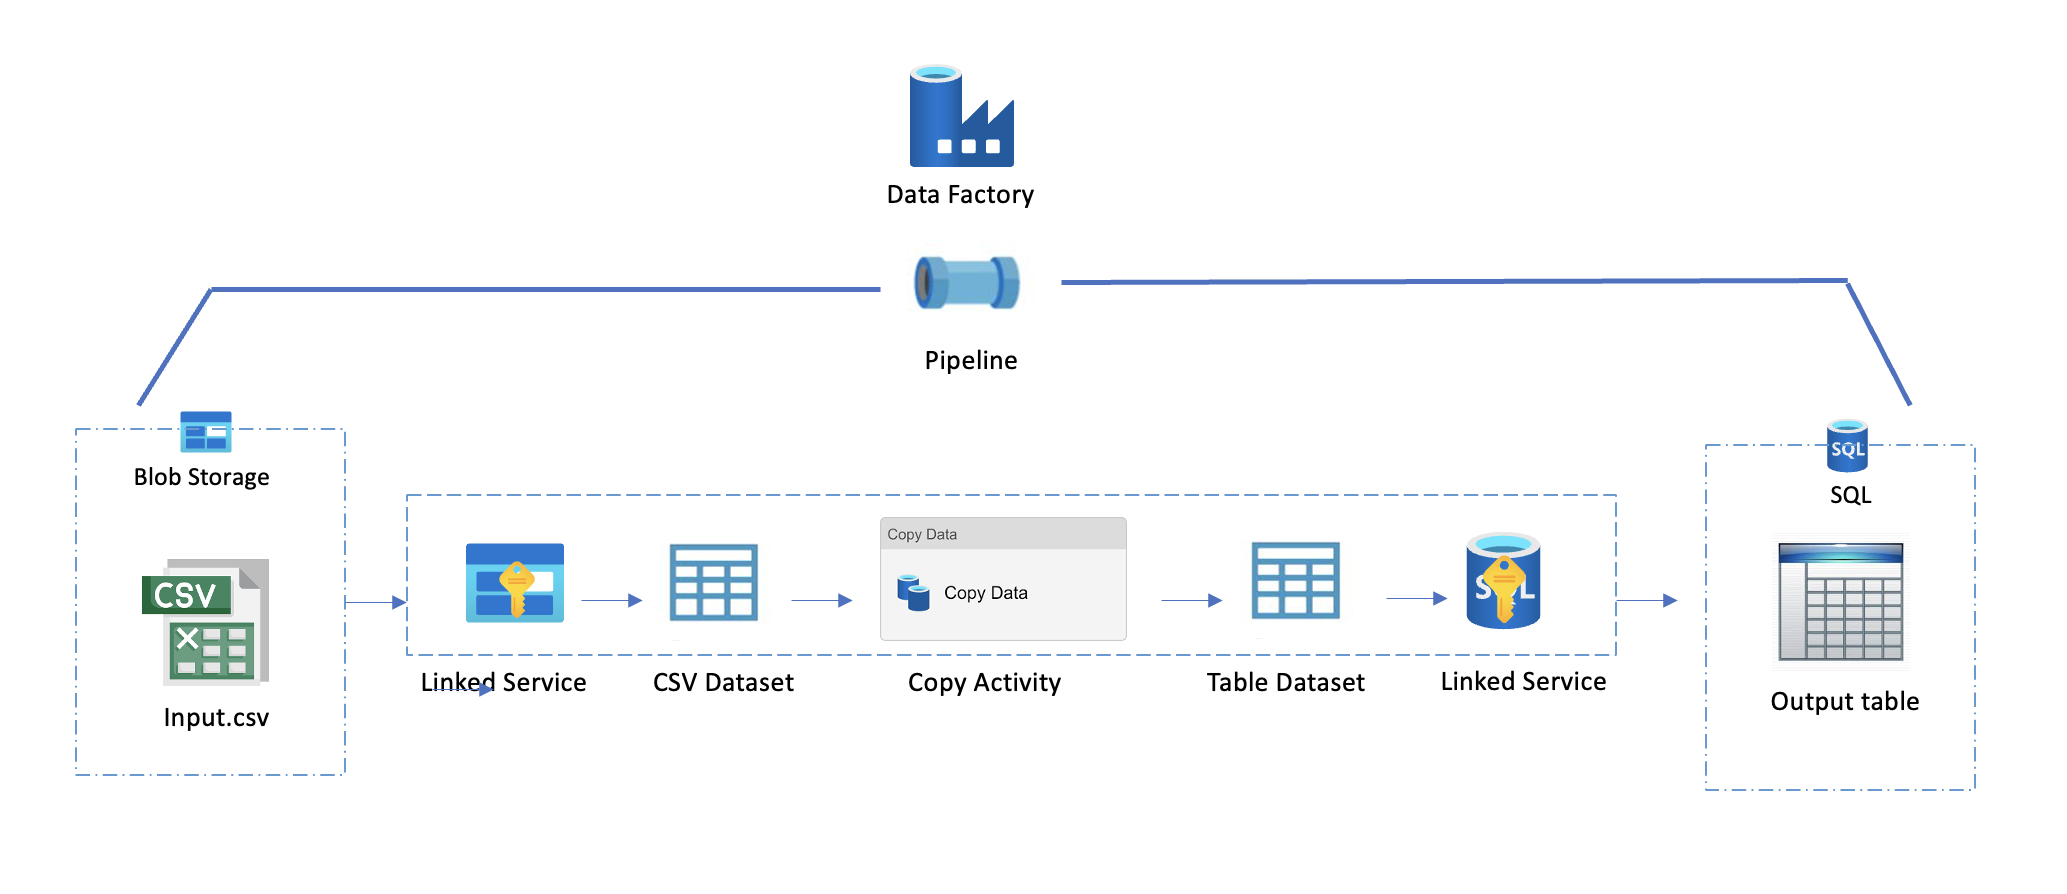 Data Factory
Pipeline
Blob Storage
CSV
Input.csv
Copy Data
Copy Data
Linked Service
CSV Dataset
Copy Activity
Table Dataset
SQL
Linked Service
SQL
SQL
Output table